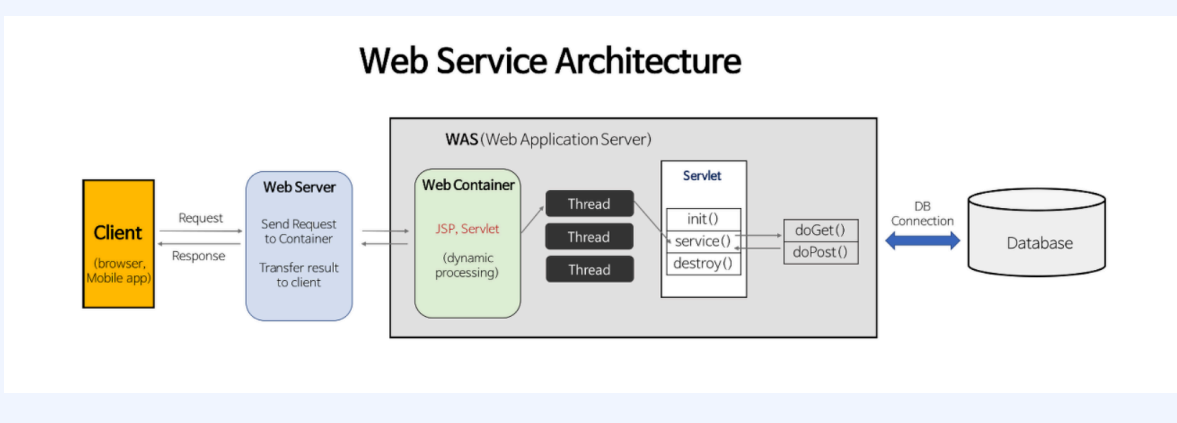 Web Service Architecture
WAS(Web Application Server)
Client
(browser,
Mobile app)
Request
Response
Web Server
Send Request
to Container
Transfer result
to client
Web Container
JSP, Servlet
(dynamic
processing)
Thread
Thread
Thread
Servlet
init()
service()
destroy()
doGet()
doPost()
DB
Connection
Database